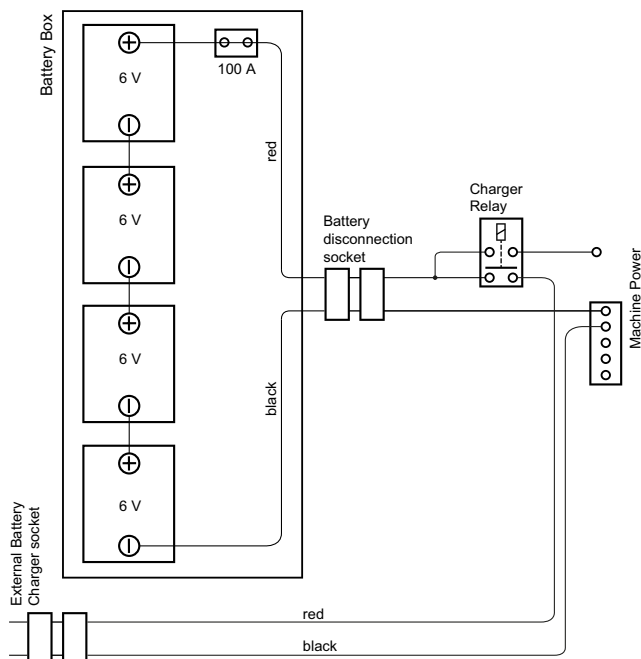 Battery Box
6 V
100 A
red
6 V
Battery
disconnection
socket
Charger
Relay
Machine Power
6 V
black
6 V
External Battery
Charger socket
red
black